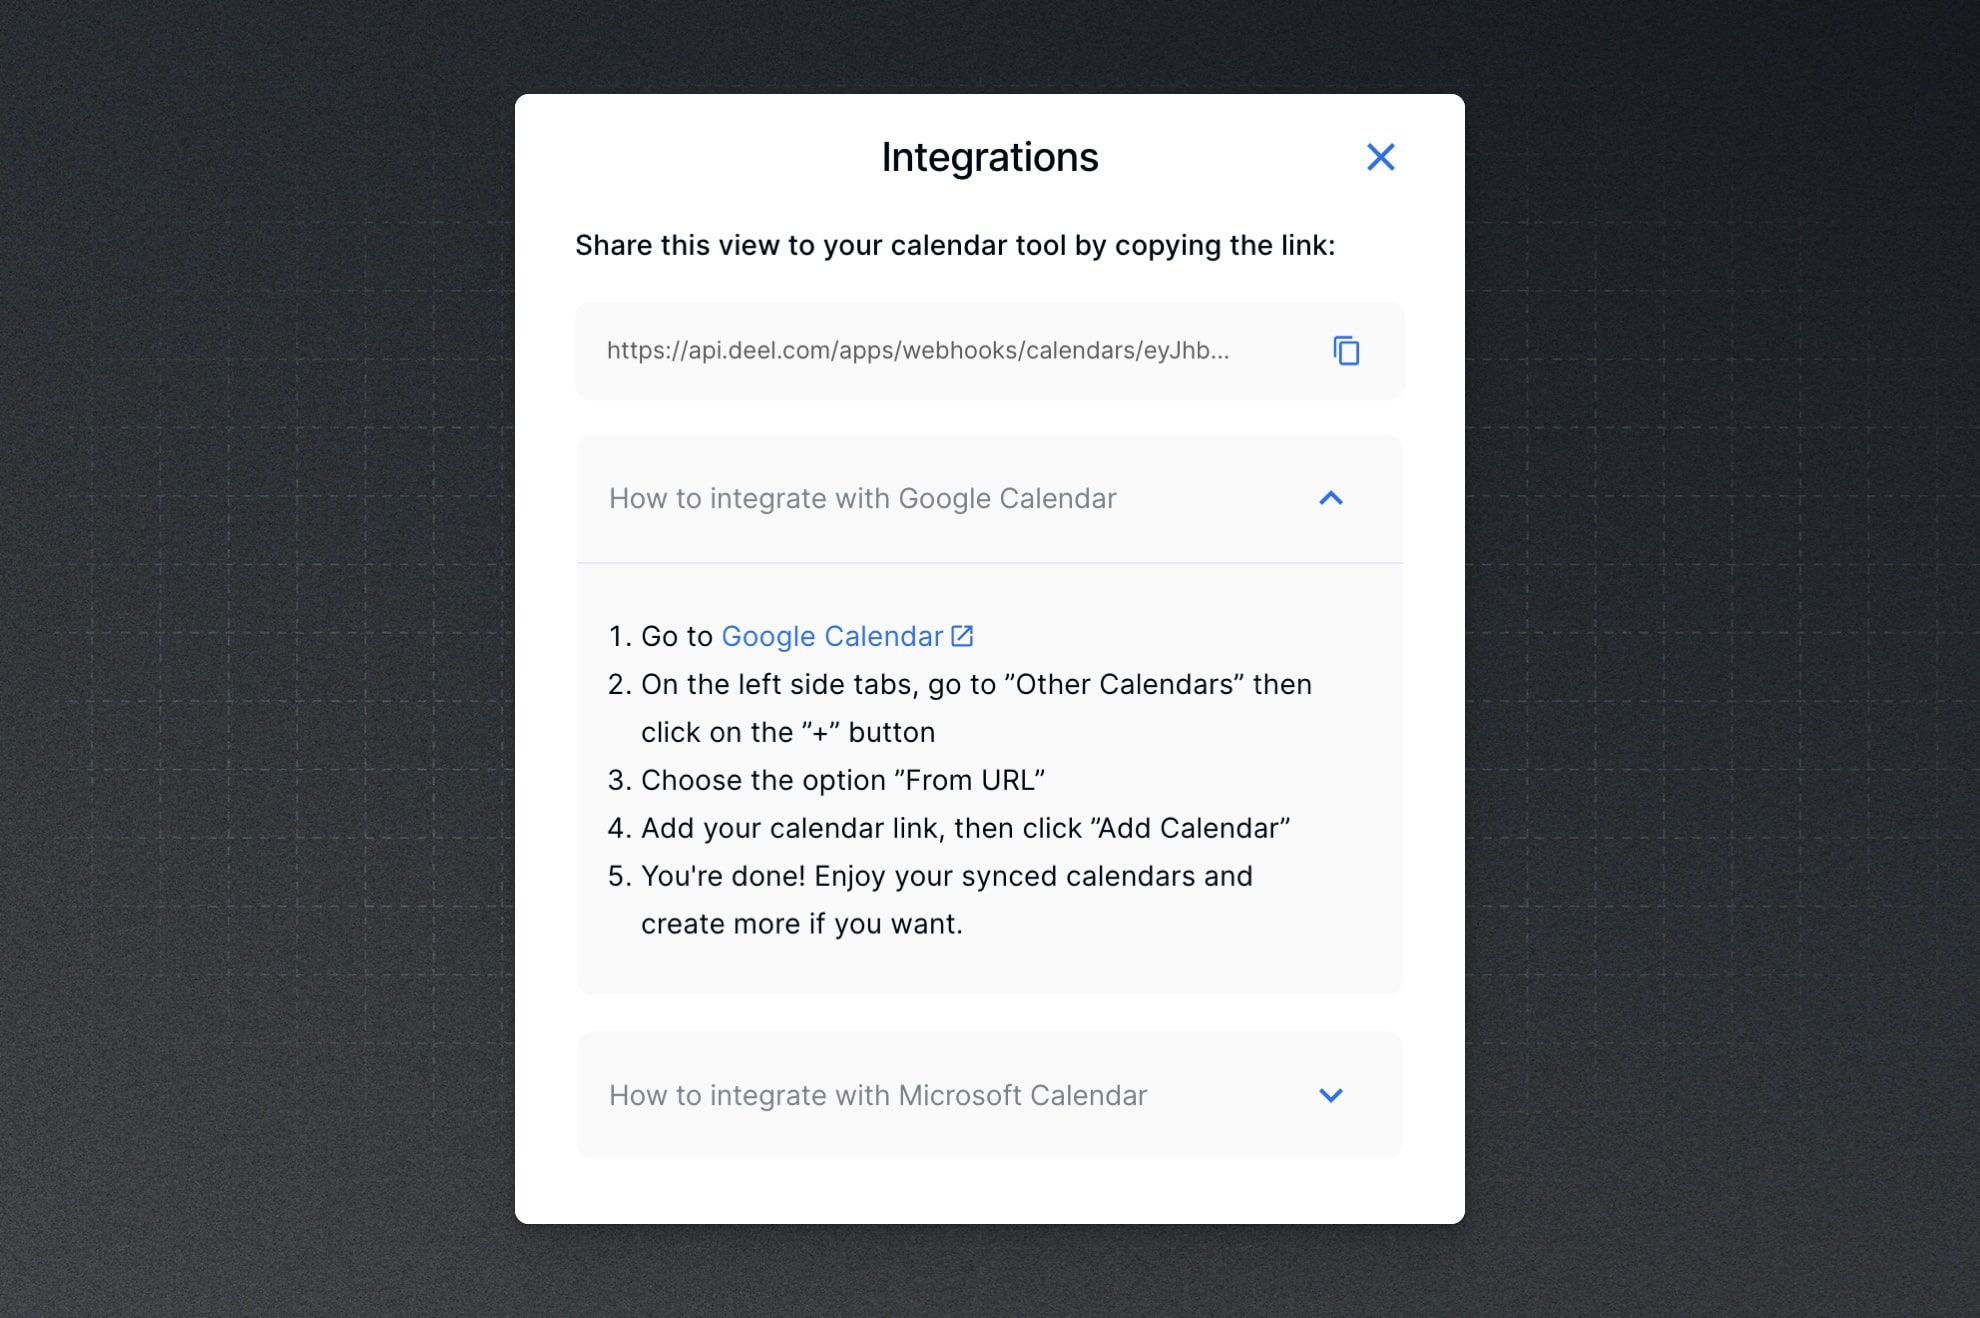 Integrations
Share this view to your calendar tool by copying the link:
https://api.deel.com/apps/webhooks/calendars/eyJhb...
How to integrate with Google Calendar
1. Go to Google Calendar
2. On the left side tabs, go to ”Other Calendars” then
click on the ”+” button
3. Choose the option ”From URL”
4. Add your calendar link, then click ”Add Calendar”
5. You're done! Enjoy your synced calendars and
create more if you want.
How to integrate with Microsoft Calendar